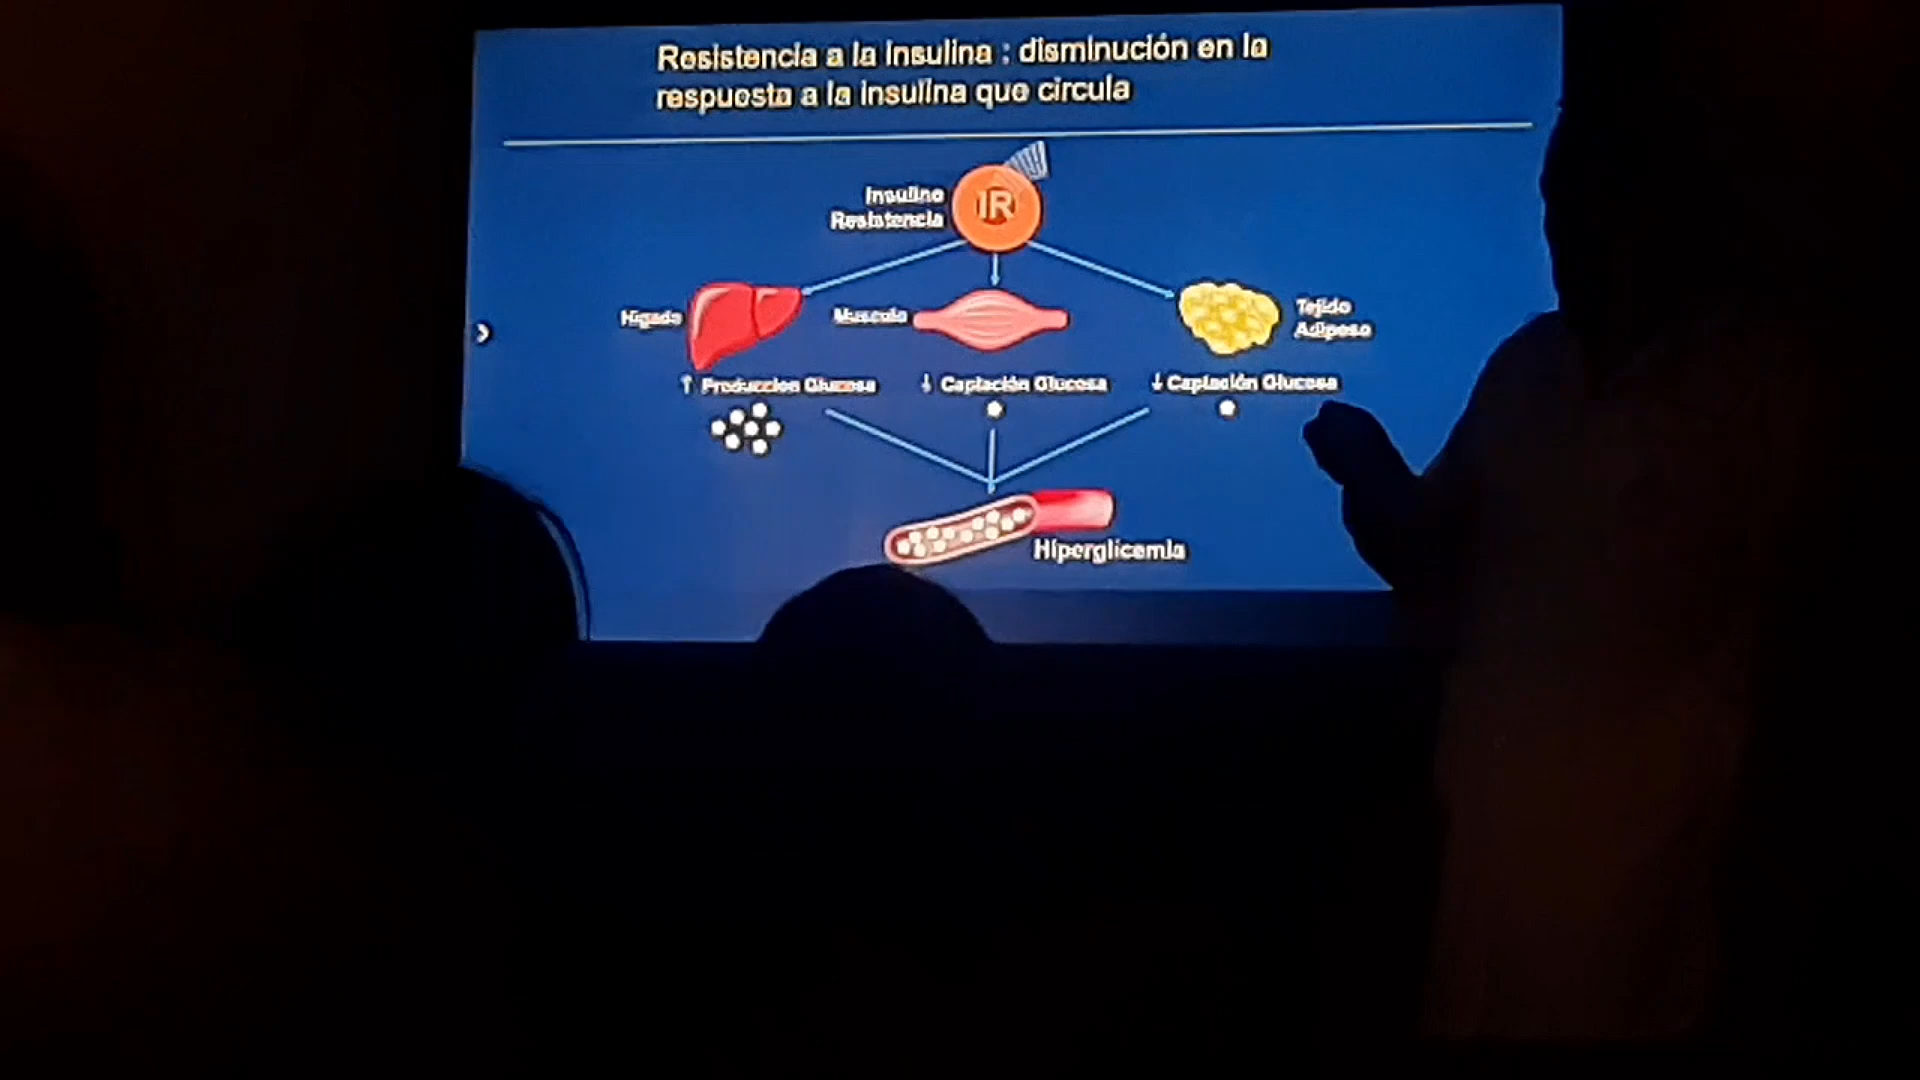 Resistencia a la insulina : disminución en la
respuesta a la insulina que circula
Insulino
Resistencia
IR
Hígado
Musculo
Tejido
Adiposo
↑ Produccion Glucosa
↓ Captación Glucosa
↓ Captación Glucosa
Hiperglicemia